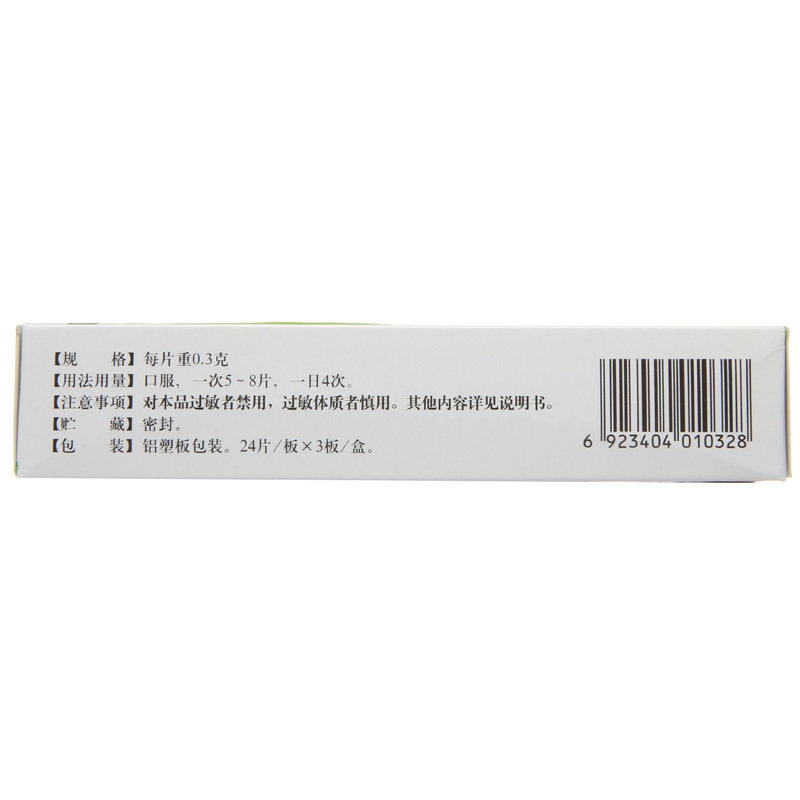 【规　　格】每片重0.3克
【用法用量】口服，一次5～8片，一日4次。
【注意事项】对本品过敏者禁用，过敏体质者慎用。其他内容详见说明书。
【贮　　藏】密封。
【包　　装】铝塑板包装。24片/板×3板/盒。
6 923404 010328